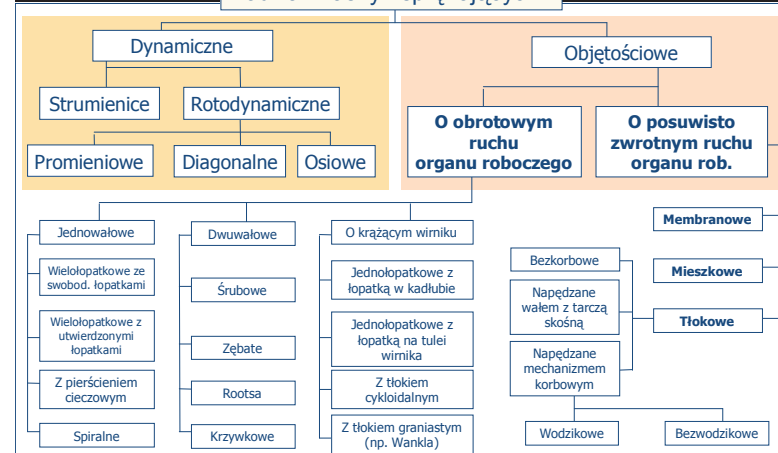 Dynamiczne
Objętościowe
Strumienice
Rotodynamiczne
O obrotowym
ruchu
organu roboczego
O posuwisto
zwrotnym ruchu
organu rob.
Promieniowe
Diagonalne
Osiowe
Jednowałowe
Dwuwałowe
O krążącym wirniku
Membranowe
Wielołopatkowe ze
swobod. łopatkami
Śrubowe
Jednołopatkowe z
łopatką w kadłubie
Bezkorbowe
Mieszkowe
Wielołopatkowe z
utwierdzonymi
łopatkami
Zębate
Jednołopatkowe z
łopatką na tulei
wirnika
Napędzane
wałem z tarczą
skośną
Tłokowe
Z pierścieniem
cieczowym
Rootsa
Z tłokiem
cykloidalnym
Napędzane
mechanizmem
korbowym
Spiralne
Krzywkowe
Z tłokiem graniastym
(np. Wankla)
Wodzikowe
Bezwodzikowe